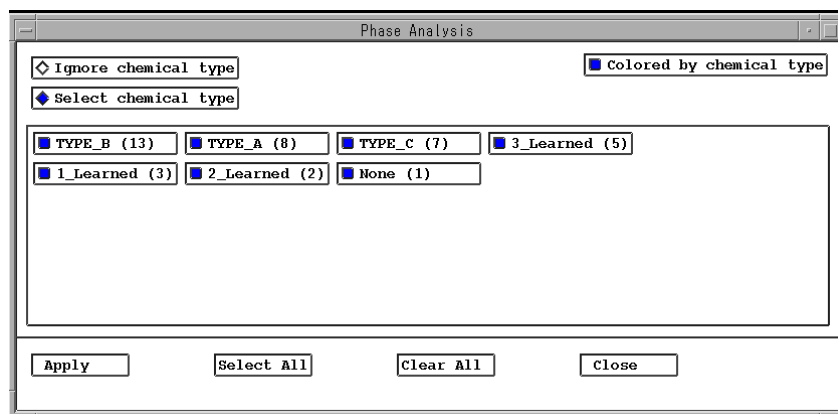 Phase Analysis
Ignore chemical type
Colored by chemical type
Select chemical type
TYPE_B (13) TYPE_A (8) TYPE_C (7) 3_Learned (5)
1_Learned (3) 2_Learned (2) None (1)
Apply Select All Clear All Close